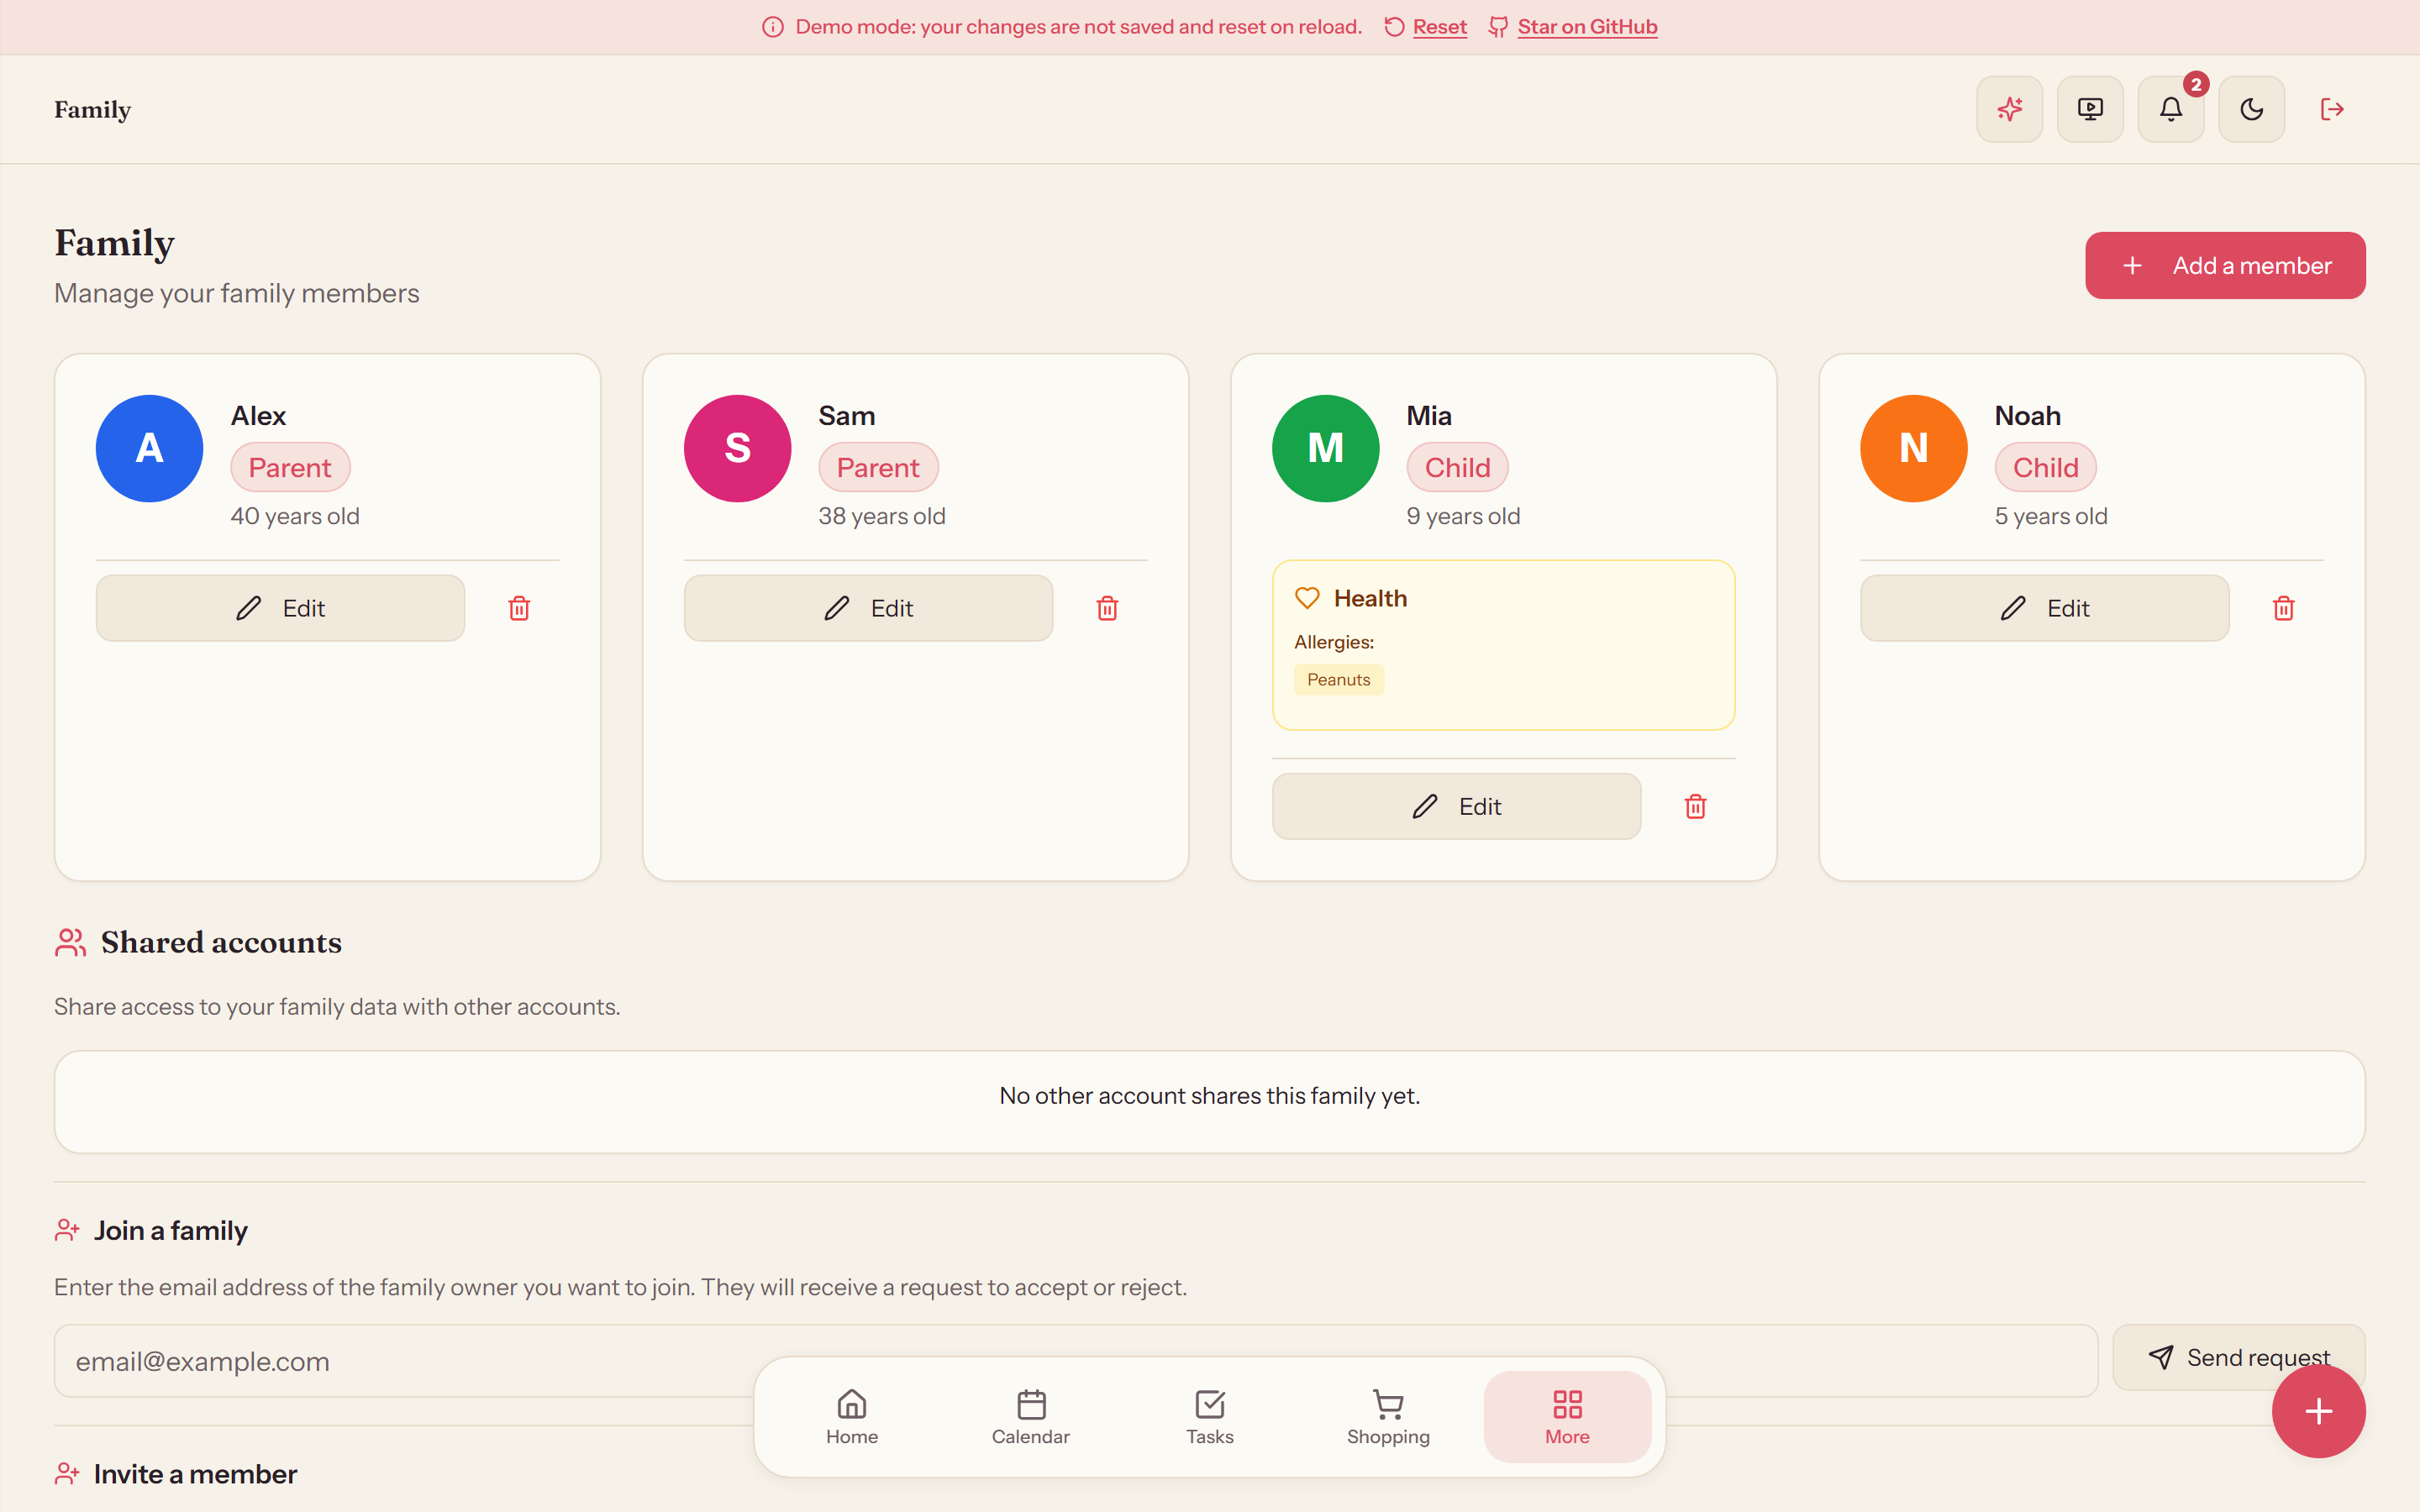 Demo mode: your changes are not saved and reset on reload. Reset Star on GitHub
Family
2
Family
Manage your family members
Add a member
A
Alex
Parent
40 years old
Edit
S
Sam
Parent
38 years old
Edit
M
Mia
Child
9 years old
Health
Allergies:
Peanuts
Edit
N
Noah
Child
5 years old
Edit
Shared accounts
Share access to your family data with other accounts.
No other account shares this family yet.
Join a family
Enter the email address of the family owner you want to join. They will receive a request to accept or reject.
email@example.com
Send request
Invite a member
Home
Calendar
Tasks
Shopping
More